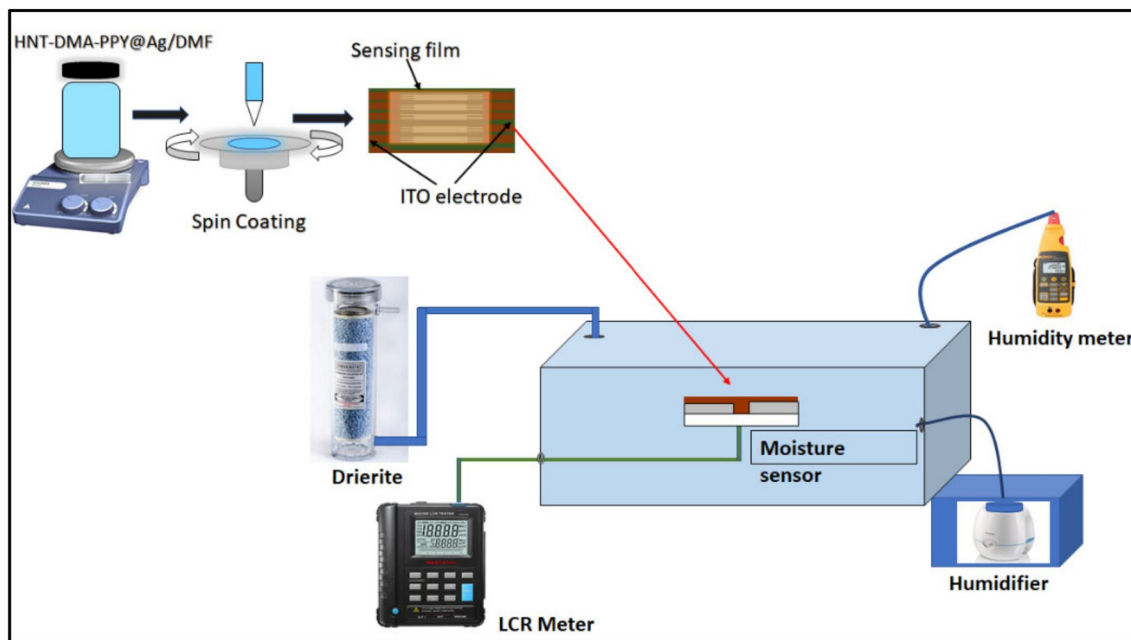 HNT-DMA-PPY@Ag/DMF
Sensing film
ITO electrode
Spin Coating
Humidity meter
Moisture
sensor
Drierite
Humidifier
LCR Meter